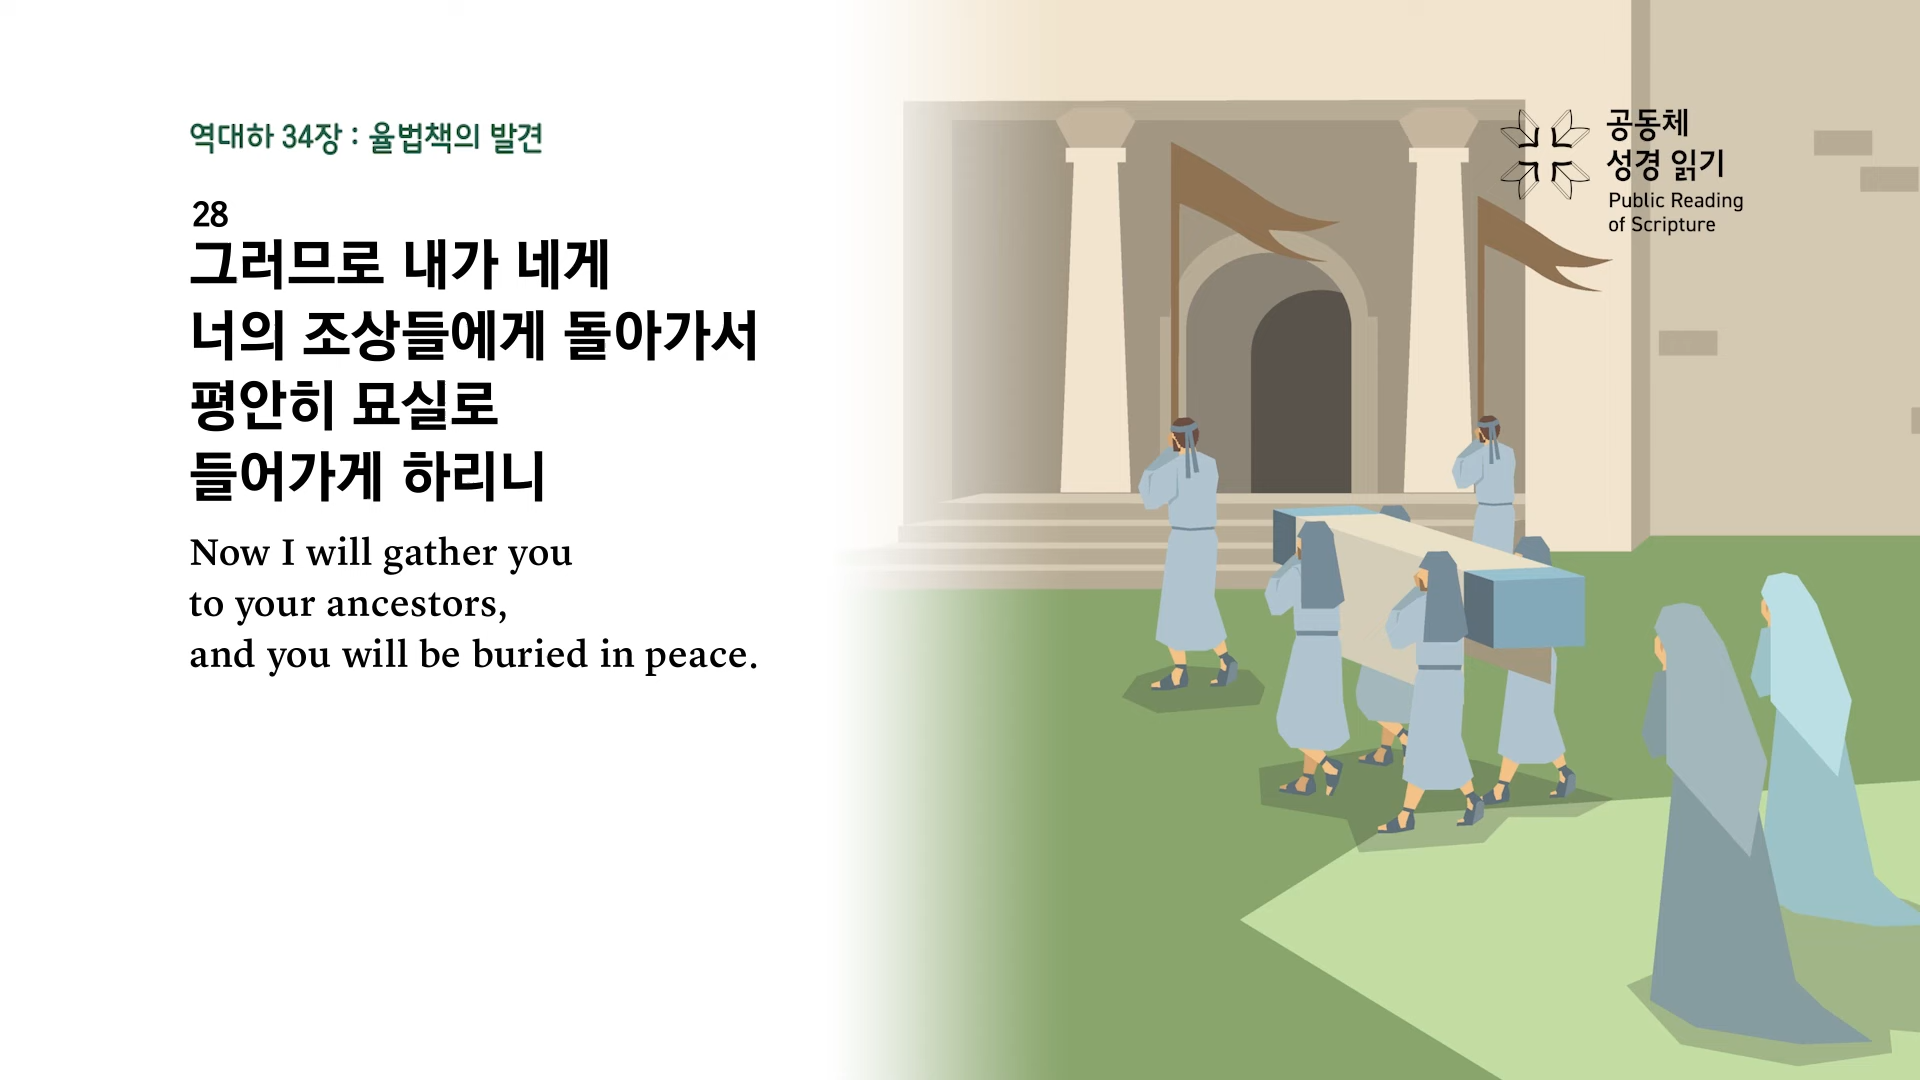 역대하 34장 : 율법책의 발견
28
그러므로 내가 네게
너의 조상들에게 돌아가서
평안히 묘실로
들어가게 하리니
Now I will gather you
to your ancestors,
and you will be buried in peace.
공동체
성경 읽기
Public Reading
of Scripture